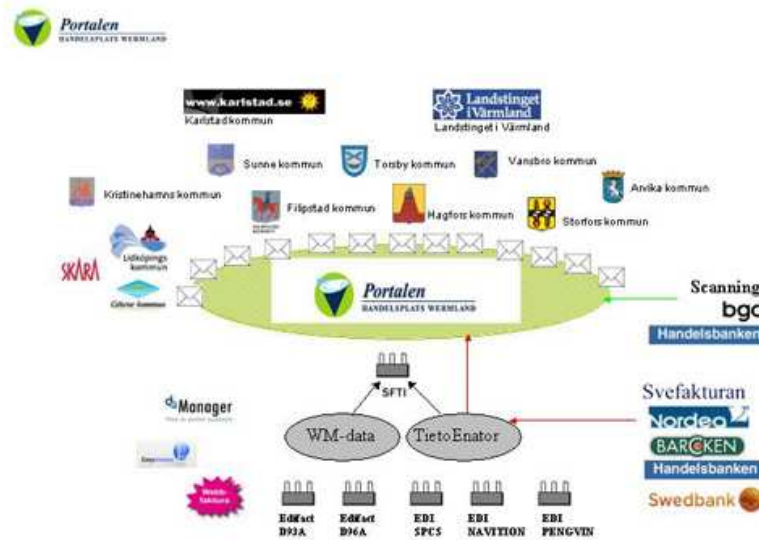 Portalen
HANDELSPLATS WERMLAND
www.karlstad.se
Karlstad kommun
Landstinget i Värmland
Landstinget i Värmland
Sunne kommun
Torsby kommun
Vansbro kommun
Kristinehamns kommun
Filipstad kommun
Hagfors kommun
Storfors kommun
Arvika kommun
SKARA
Lidköpings kommun
Portalen
HANDELSPLATS WERMLAND
Scanning
bgc
Handelsbanken
SFTI
Manager
WM-data
TietoEnator
Svefakturan
Nordea
BARCKEN
Handelsbanken
Swedbank
Webb-faktura
Edifact D93A
Edifact D96A
EDI SPCS
EDI NAVITION
EDI PENGVIN